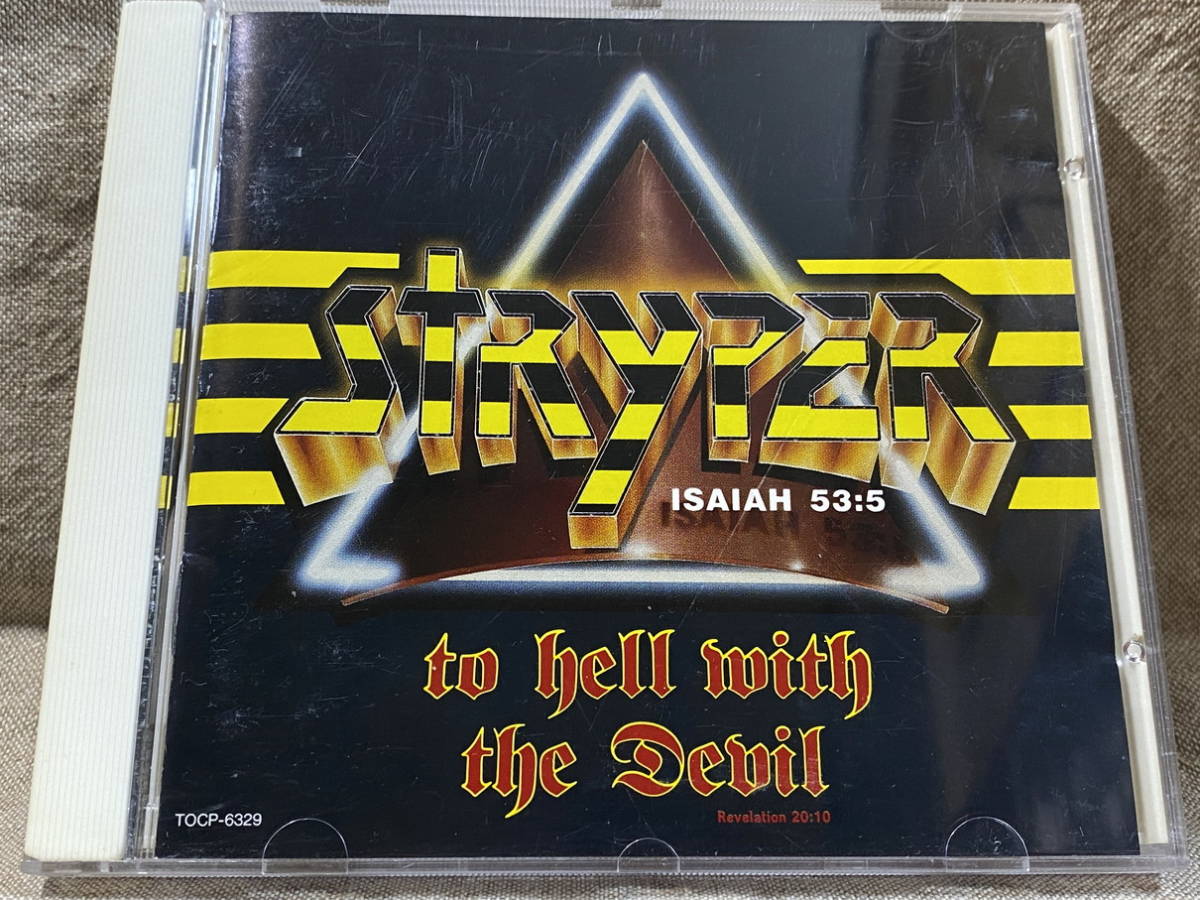 STRYPER
ISAIAH 53:5
to hell with
the Devil
Revelation 20:10
TOCP-6329